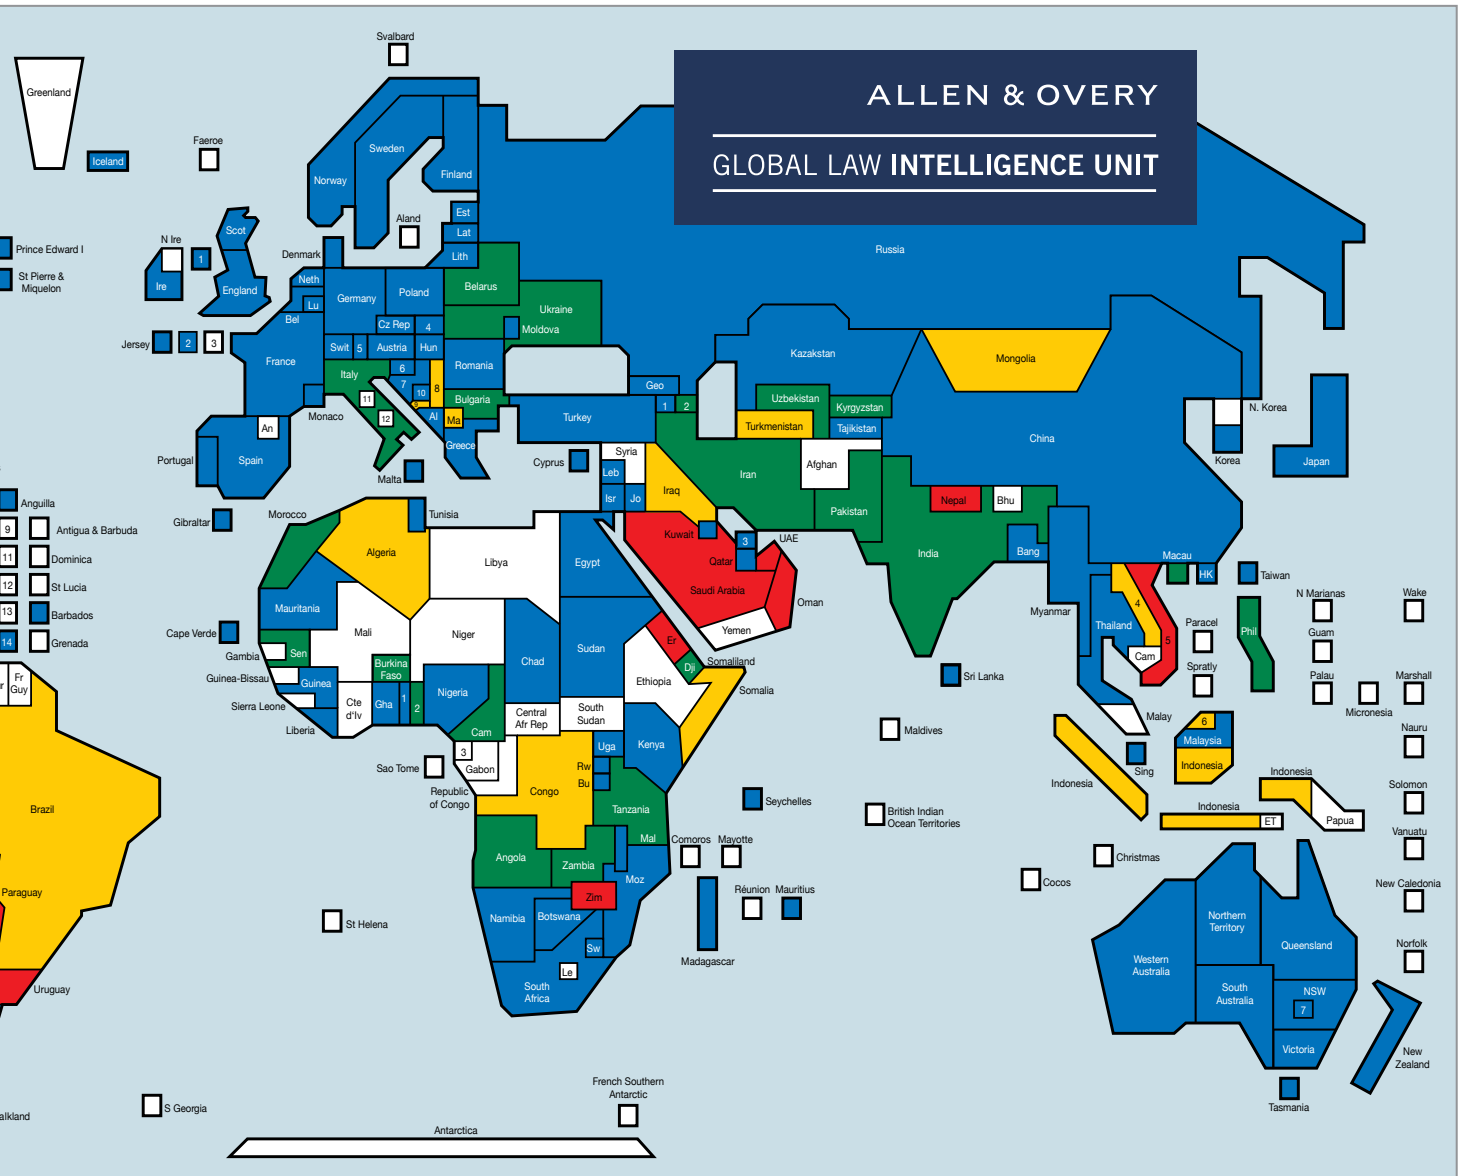 Svalbard
ALLEN & OVERY
GLOBAL LAW INTELLIGENCE UNIT
Greenland
Iceland
Faeroe
Sweden
Norway
Finland
Aland
Est
Lat
Lith
Russia
Prince Edward I
St Pierre &
Miquelon
N Ire
Ire
1
Scot
England
Denmark
Neth
Lu
Bel
Germany
Poland
Belarus
Ukraine
Moldova
Cz Rep
4
Jersey
2
3
France
Swit
5
Austria
Hun
Romania
Italy
6
7
8
10
9
11
12
Bulgaria
Al
Ma
Greece
Monaco
An
Portugal
Spain
Malta
Gibraltar
Geo
1
2
Turkey
Cyprus
Syria
Leb
Isr
Jo
Iraq
Iran
Kazakstan
Uzbekistan
Kyrgyzstan
Turkmenistan
Tajikistan
Afghan
Pakistan
Mongolia
China
N. Korea
Korea
Japan
Nepal
Bhu
India
Bang
Myanmar
Macau
HK
Taiwan
Kuwait
3
Qatar
UAE
Saudi Arabia
Oman
Yemen
Anguilla
9
Antigua & Barbuda
11
Dominica
12
St Lucia
13
Barbados
14
Grenada
r
Fr
Guy
Brazil
Paraguay
Uruguay
Morocco
Tunisia
Algeria
Libya
Egypt
Mauritania
Mali
Niger
Chad
Sudan
Er
Dji
Somaliland
Somalia
Ethiopia
Cape Verde
Gambia
Sen
Guinea-Bissau
Guinea
Sierra Leone
Liberia
Burkina
Faso
Cte
d'Iv
Gha
1
2
Nigeria
Cam
Central
Afr Rep
South
Sudan
3
Gabon
Sao Tome
Republic
of Congo
Congo
Uga
Kenya
Rw
Bu
Tanzania
Mal
Angola
Zambia
Moz
Zim
Namibia
Botswana
Sw
Le
South
Africa
St Helena
Seychelles
Comoros
Mayotte
Réunion
Mauritius
Madagascar
Sri Lanka
Maldives
British Indian
Ocean Territories
Thailand
4
5
Cam
Malay
Sing
Phil
Paracel
Spratly
6
Malaysia
Indonesia
Indonesia
Indonesia
Indonesia
ET
Papua
N Marianas
Guam
Palau
Micronesia
Wake
Marshall
Nauru
Solomon
Vanuatu
New Caledonia
Norfolk
Christmas
Cocos
Western
Australia
Northern
Territory
Queensland
South
Australia
NSW
7
Victoria
Tasmania
New
Zealand
alkland
S Georgia
French Southern
Antarctic
Antarctica